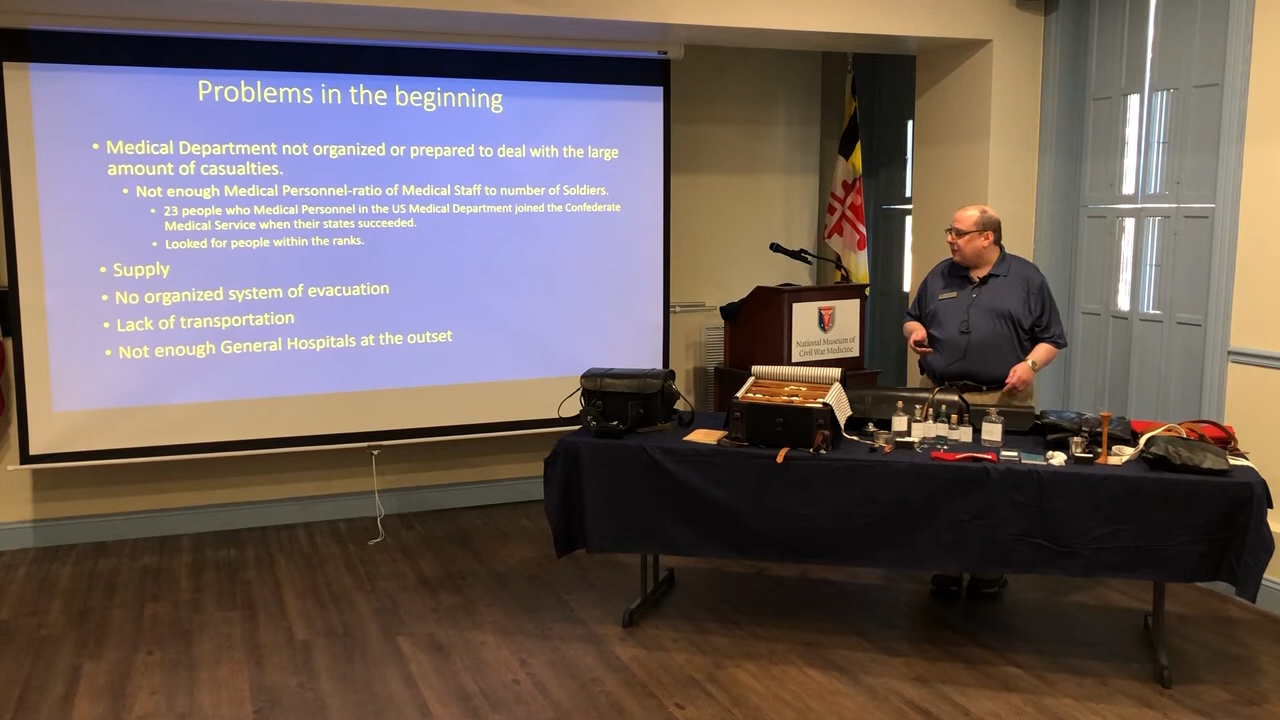 Problems in the beginning
• Medical Department not organized or prepared to deal with the large
amount of casualties.
• Not enough Medical Personnel-ratio of Medical Staff to number of Soldiers.
• 23 people who Medical Personnel in the US Medical Department joined the Confederate
Medical Service when their states succeeded.
• Looked for people within the ranks.
• Supply
• No organized system of evacuation
• Lack of transportation
• Not enough General Hospitals at the outset
National Museum of
Civil War Medicine